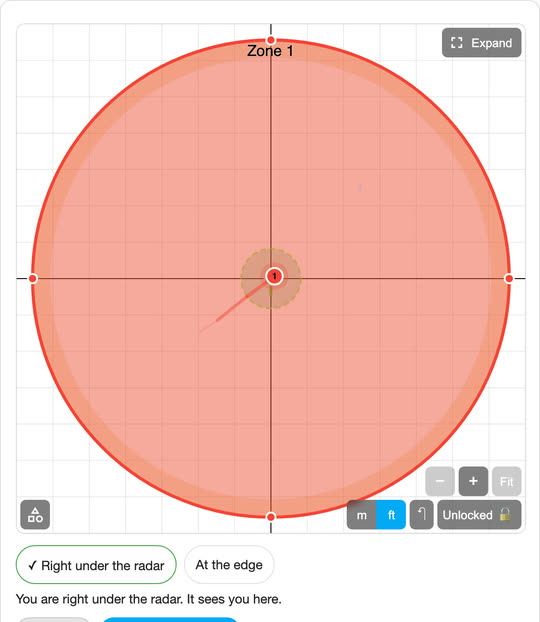 Zone 1
Expand
1
−
+
Fit
m
ft
Unlocked
✓ Right under the radar
At the edge
You are right under the radar. It sees you here.